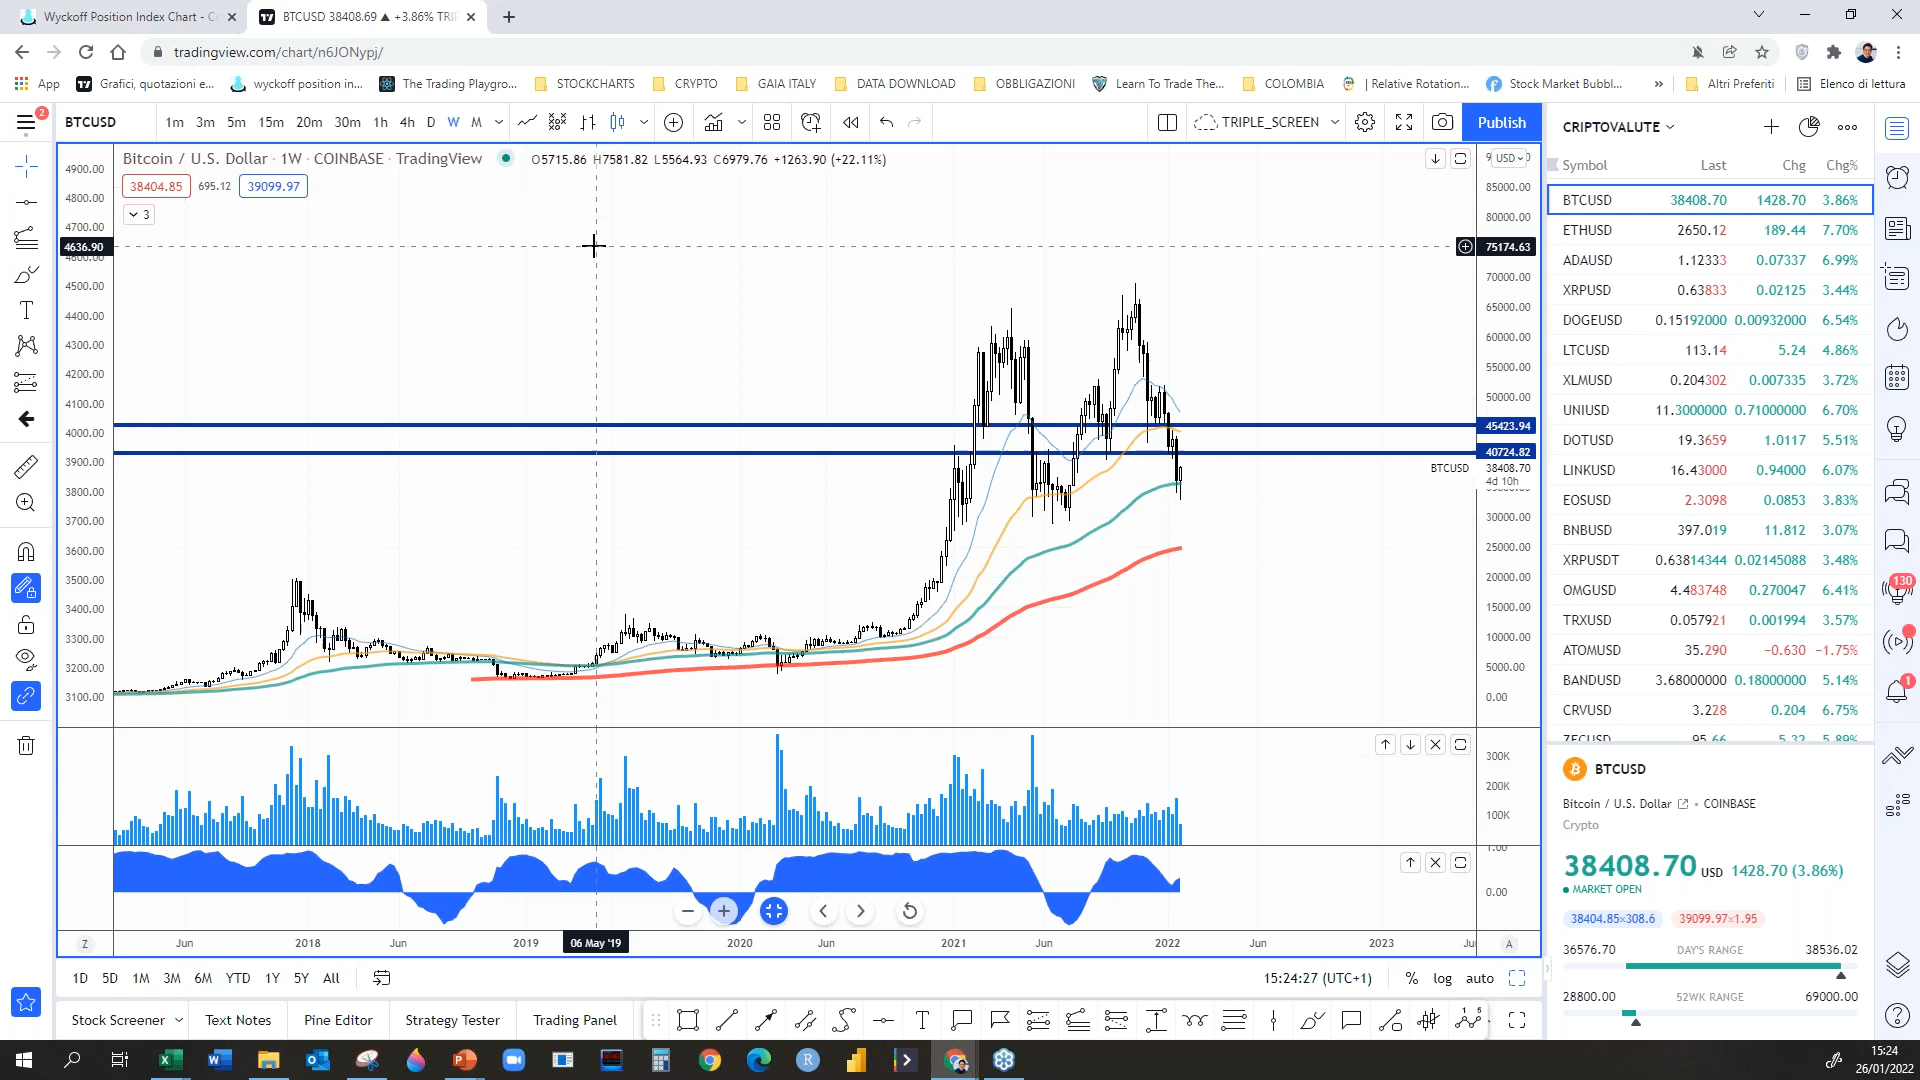 Wyckoff Position Index Chart - Co
BTCUSD 38408.69 ▲ +3.86% TRIP
tradingview.com/chart/n6JONypj/
App
Grafici, quotazioni e...
wyckoff position in...
The Trading Playgro...
STOCKCHARTS
CRYPTO
GAIA ITALY
DATA DOWNLOAD
OBBLIGAZIONI
Learn To Trade The...
COLOMBIA
| Relative Rotation...
Stock Market Bubbl...
»
Altri Preferiti
Elenco di lettura
2
BTCUSD
1m 3m 5m 15m 20m 30m 1h 4h D W M
TRIPLE_SCREEN
Publish
CRIPTOVALUTE
Bitcoin / U.S. Dollar · 1W · COINBASE · TradingView
O5715.86 H7581.82 L5564.93 C6979.76 +1263.90 (+22.11%)
USD
38404.85 695.12 39099.97
3
4900.00
4800.00
4700.00
4636.90
4600.00
4500.00
4400.00
4300.00
4200.00
4100.00
4000.00
3900.00
3800.00
3700.00
3600.00
3500.00
3400.00
3300.00
3200.00
3100.00
85000.00
80000.00
75174.63
70000.00
65000.00
60000.00
55000.00
50000.00
45423.94
40724.82
BTCUSD 38408.70
4d 10h
30000.00
25000.00
20000.00
15000.00
10000.00
5000.00
0.00
300K
200K
100K
1.00
0.00
Z Jun 2018 Jun 2019 06 May '19 2020 Jun 2021 Jun 2022 Jun 2023 Ju A
1D 5D 1M 3M 6M YTD 1Y 5Y All
15:24:27 (UTC+1) % log auto
Stock Screener Text Notes Pine Editor Strategy Tester Trading Panel
Symbol Last Chg Chg%
BTCUSD 38408.70 1428.70 3.86%
ETHUSD 2650.12 189.44 7.70%
ADAUSD 1.12333 0.07337 6.99%
XRPUSD 0.63833 0.02125 3.44%
DOGEUSD 0.15192000 0.00932000 6.54%
LTCUSD 113.14 5.24 4.86%
XLMUSD 0.204302 0.007335 3.72%
UNIUSD 11.3000000 0.71000000 6.70%
DOTUSD 19.3659 1.0117 5.51%
LINKUSD 16.43000 0.94000 6.07%
EOSUSD 2.3098 0.0853 3.83%
BNBUSD 397.019 11.812 3.07%
XRPUSDT 0.63814344 0.02145088 3.48%
OMGUSD 4.483748 0.270047 6.41%
TRXUSD 0.057921 0.001994 3.57%
ATOMUSD 35.290 −0.630 −1.75%
BANDUSD 3.68000000 0.18000000 5.14%
CRVUSD 3.228 0.204 6.75%
ZECUSD 95.66 5.32 5.89%
BTCUSD
Bitcoin / U.S. Dollar • COINBASE
Crypto
38408.70 USD 1428.70 (3.86%)
MARKET OPEN
38404.85×308.6 39099.97×1.95
36576.70 DAY'S RANGE 38536.02
28800.00 52WK RANGE 69000.00
130
1
15:24
26/01/2022